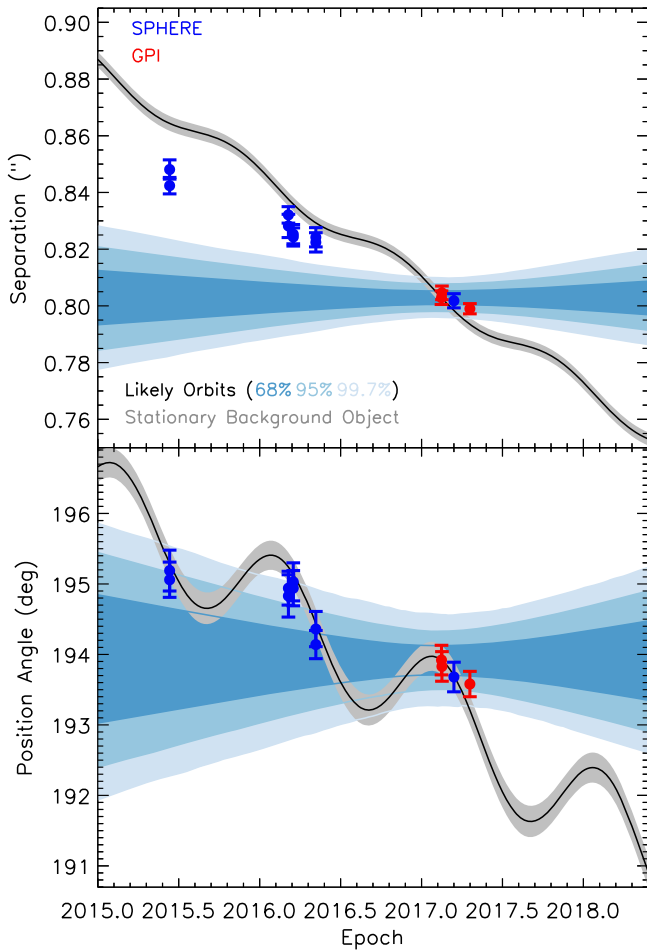 0.90
SPHERE
GPI
0.88
0.86
0.84
0.82
0.80
0.78
0.76
Separation (")
Likely Orbits (68% 95% 99.7%)
Stationary Background Object
196
195
194
193
192
191
Position Angle (deg)
2015.0 2015.5 2016.0 2016.5 2017.0 2017.5 2018.0
Epoch